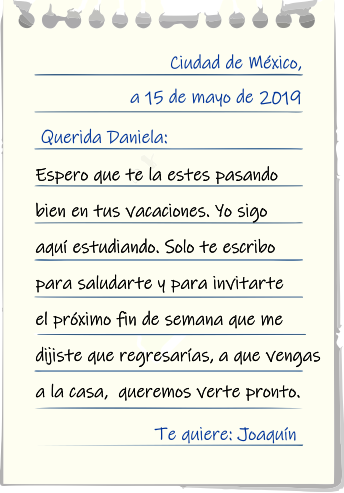 Ciudad de México,
a 15 de mayo de 2019
Querida Daniela:
Espero que te la estes pasando
bien en tus vacaciones. Yo sigo
aquí estudiando. Solo te escribo
para saludarte y para invitarte
el próximo fin de semana que me
dijiste que regresarías, a que vengas
a la casa, queremos verte pronto.
Te quiere: Joaquín